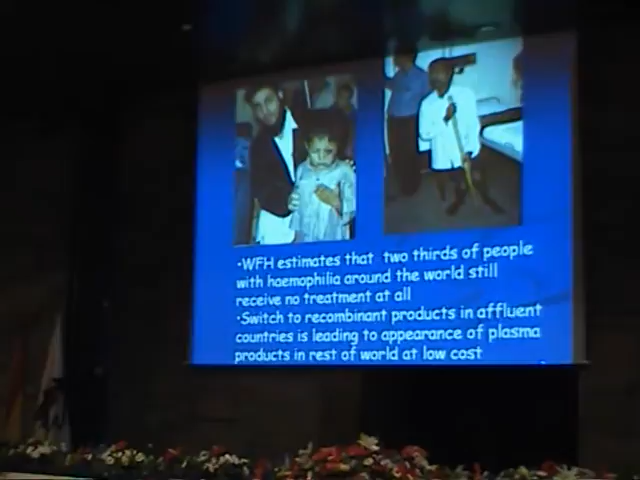 •WFH estimates that two thirds of people
with haemophilia around the world still
receive no treatment at all
•Switch to recombinant products in affluent
countries is leading to appearance of plasma
products in rest of world at low cost